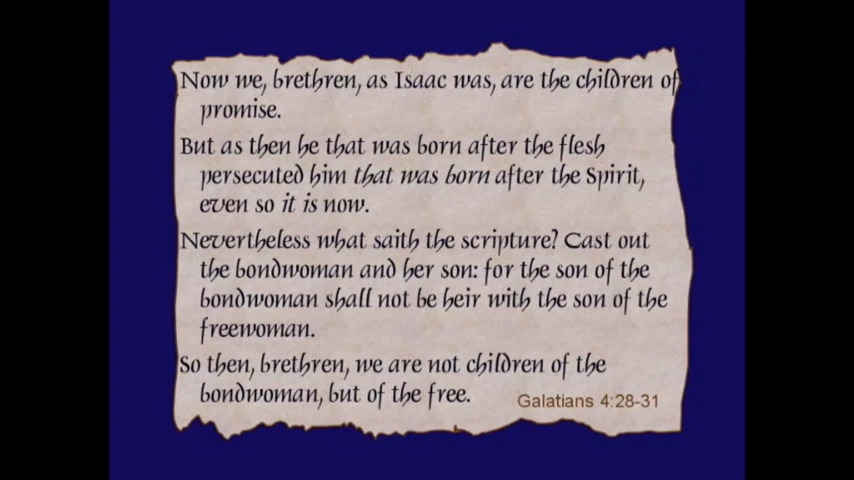 Now we, brethren, as Isaac was, are the children of
promise.
But as then he that was born after the flesh
persecuted him that was born after the Spirit,
even so it is now.
Nevertheless what saith the scripture? Cast out
the bondwoman and her son: for the son of the
bondwoman shall not be heir with the son of the
freewoman.
So then, brethren, we are not children of the
bondwoman, but of the free.
Galatians 4:28-31